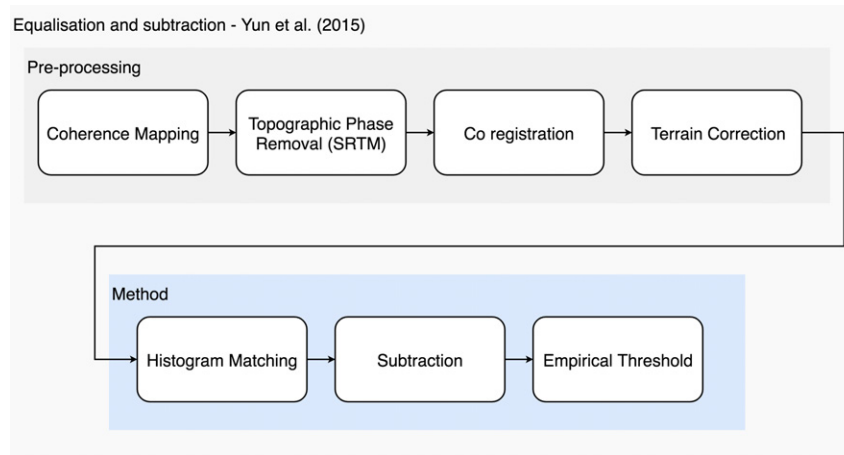 Equalisation and subtraction - Yun et al. (2015)
Pre-processing
Coherence Mapping
Topographic Phase
Removal (SRTM)
Co registration
Terrain Correction
Method
Histogram Matching
Subtraction
Empirical Threshold